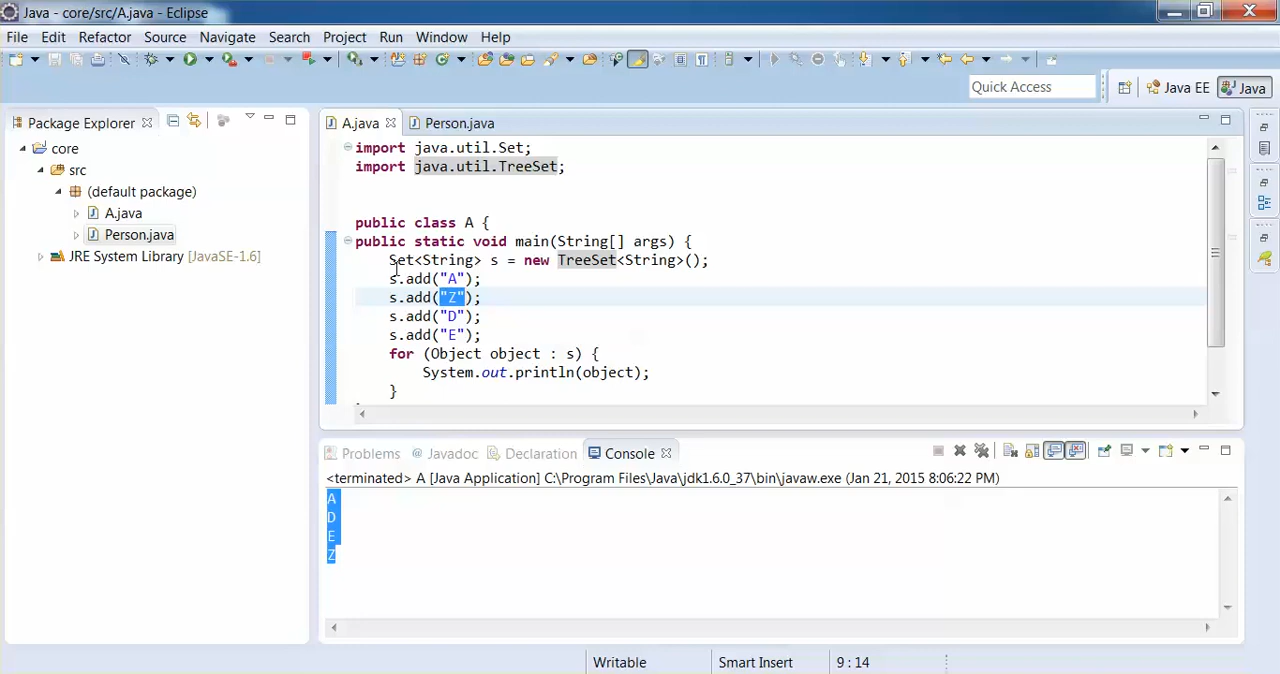 Java - core/src/A.java - Eclipse
File Edit Refactor Source Navigate Search Project Run Window Help
Quick Access
Java EE
Java
Package Explorer
A.java
Person.java
core
src
(default package)
A.java
Person.java
JRE System Library [JavaSE-1.6]
import java.util.Set;
import java.util.TreeSet;
public class A {
public static void main(String[] args) {
Set<String> s = new TreeSet<String>();
s.add("A");
s.add("Z");
s.add("D");
s.add("E");
for (Object object : s) {
System.out.println(object);
}
Problems @ Javadoc Declaration Console
<terminated> A [Java Application] C:\Program Files\Java\jdk1.6.0_37\bin\javaw.exe (Jan 21, 2015 8:06:22 PM)
A
D
E
Z
Writable Smart Insert 9 : 14